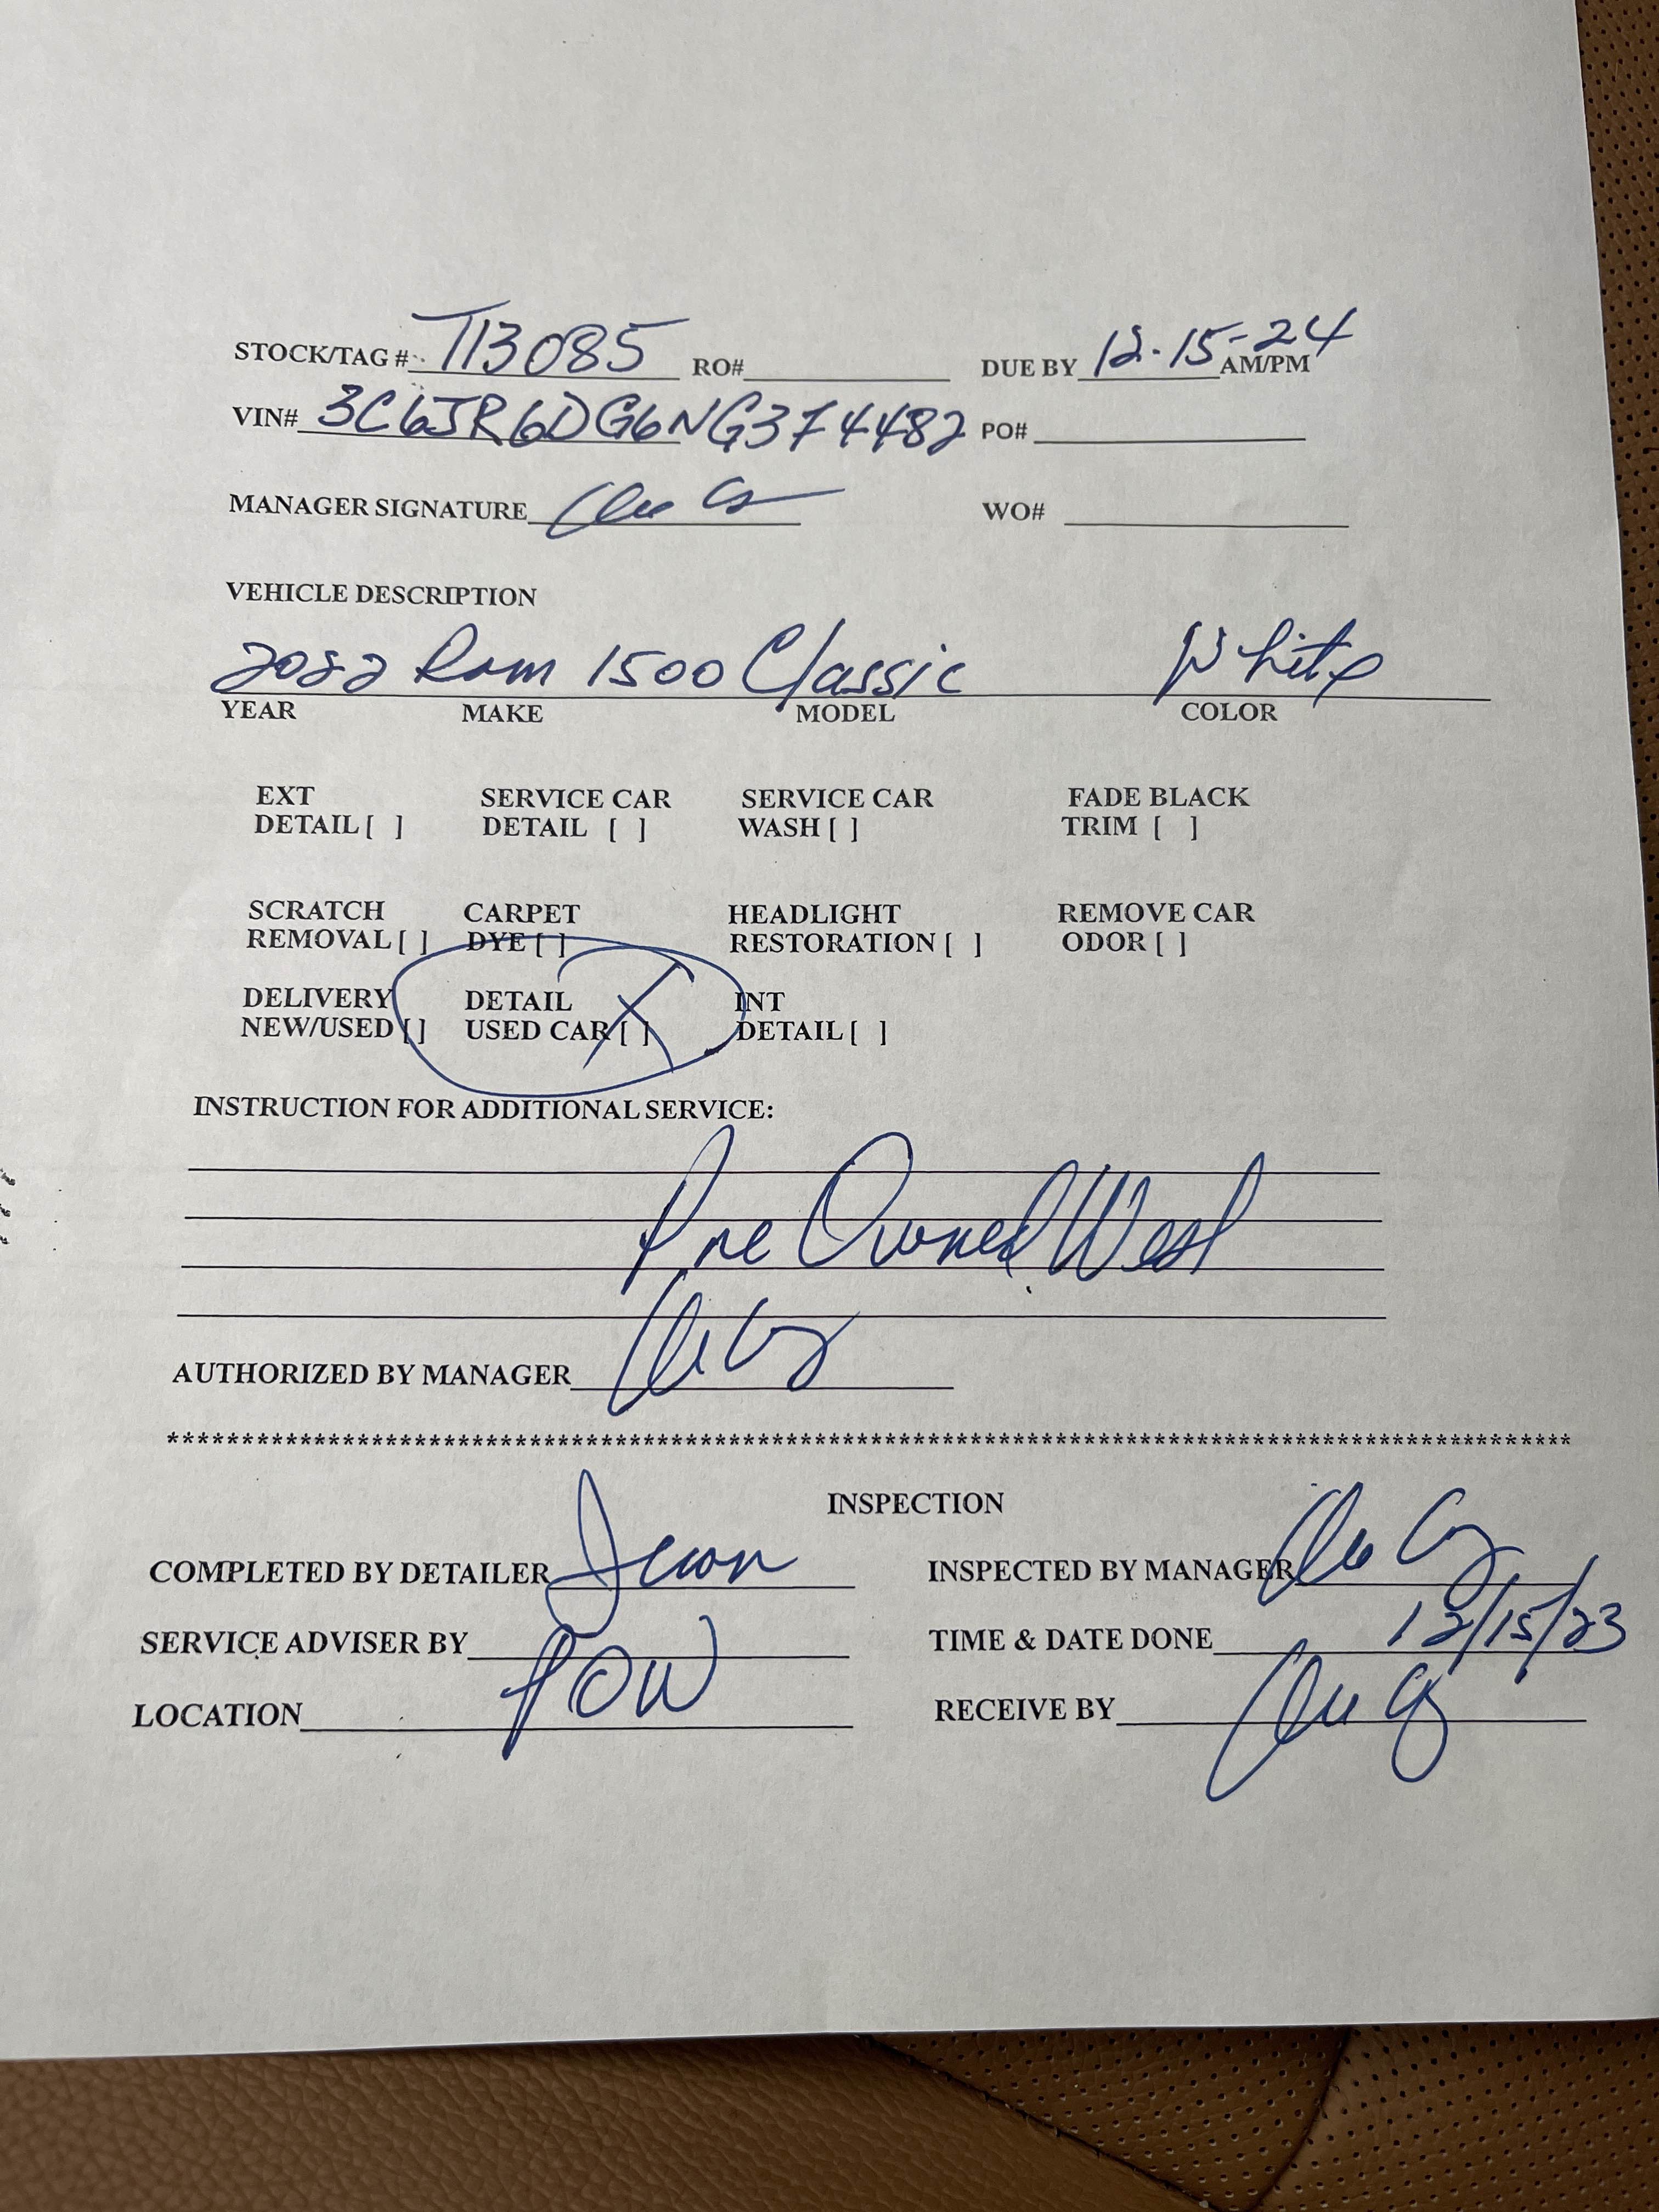 STOCK/TAG # T13085 RO# DUE BY 12-15-24 AM/PM
VIN# 3C6JR6DG6NG374482 PO#
MANAGER SIGNATURE WO#
VEHICLE DESCRIPTION
2022 Ram 1500 Classic White
YEAR MAKE MODEL COLOR
EXT SERVICE CAR SERVICE CAR FADE BLACK
DETAIL [ ] DETAIL [ ] WASH [ ] TRIM [ ]
SCRATCH CARPET HEADLIGHT REMOVE CAR
REMOVAL [ ] DYE [ ] RESTORATION [ ] ODOR [ ]
DELIVERY DETAIL INT
NEW/USED [ ] USED CAR [X] DETAIL [ ]
INSTRUCTION FOR ADDITIONAL SERVICE:
Pre Owned West
AUTHORIZED BY MANAGER
****************************************************************************************************
INSPECTION
COMPLETED BY DETAILER INSPECTED BY MANAGER
SERVICE ADVISER BY TIME & DATE DONE 12/15/23
LOCATION POW RECEIVE BY